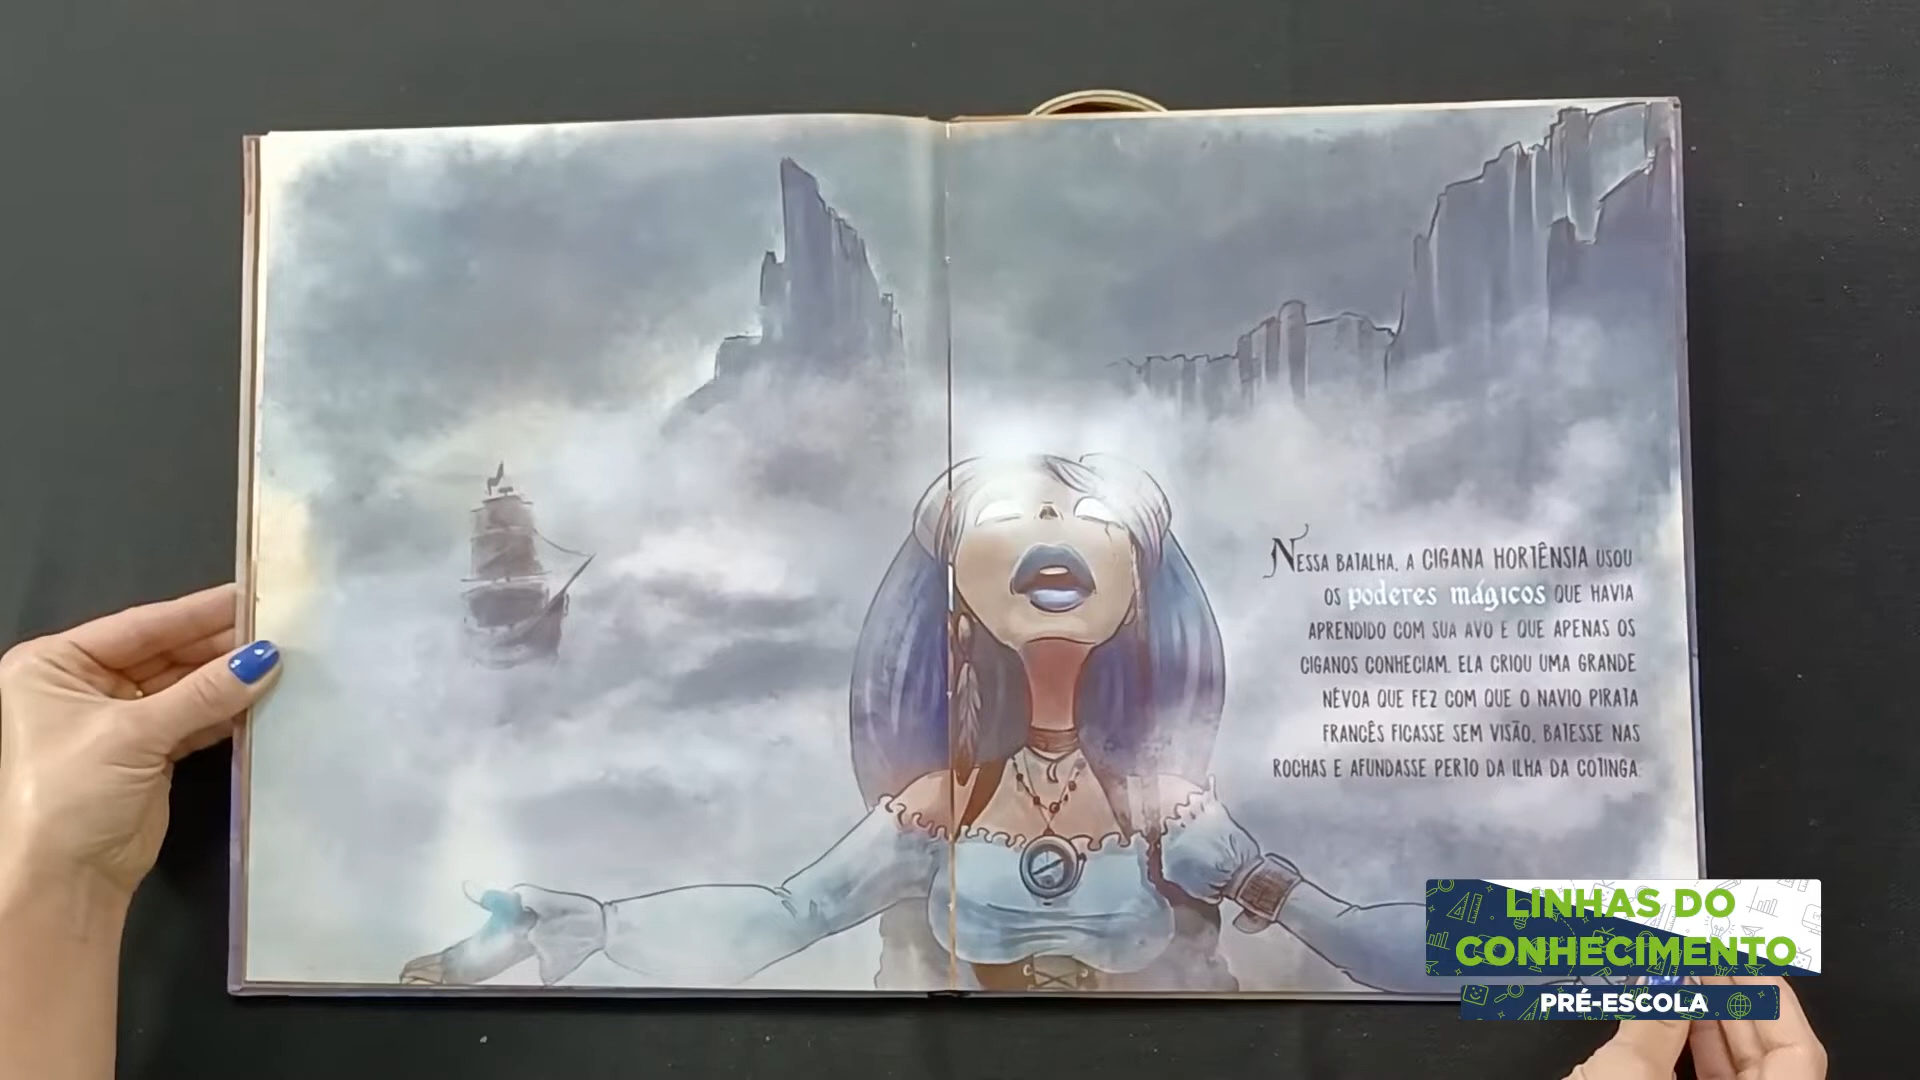 NESSA BATALHA, A CIGANA HORTÊNSIA USOU
OS poderes mágicos QUE HAVIA
APRENDIDO COM SUA AVÓ E QUE APENAS OS
CIGANOS CONHECIAM. ELA CRIOU UMA GRANDE
NÉVOA QUE FEZ COM QUE O NAVIO PIRATA
FRANCÊS FICASSE SEM VISÃO, BATESSE NAS
ROCHAS E AFUNDASSE PERTO DA ILHA DA COTINGA.
LINHAS DO
CONHECIMENTO
PRÉ-ESCOLA